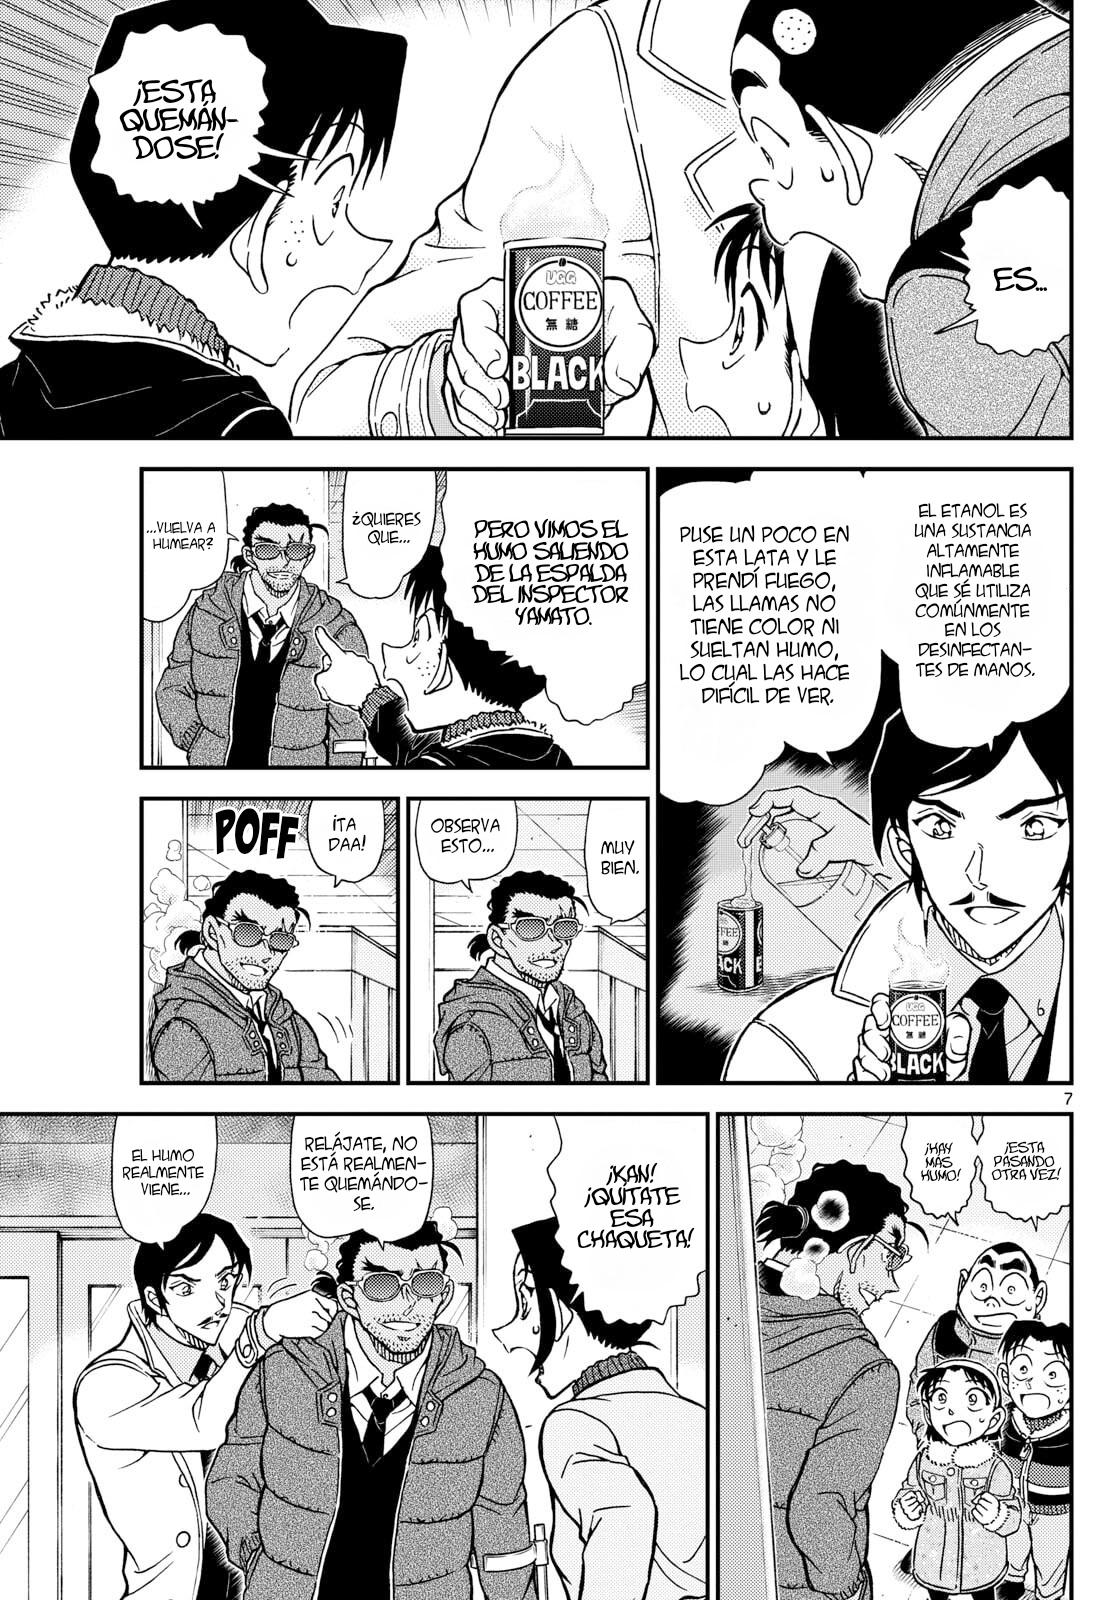 ES...
¡ESTA
QUEMÁN-
DOSE!
UGG
COFFEE
無糖
BLACK
EL ETANOL ES
UNA SUSTANCIA
ALTAMENTE
INFLAMABLE
QUE SE UTILIZA
COMÚNMENTE
EN LOS
DESINFECTAN-
TES DE MANOS.
PUSE UN POCO EN
ESTA LATA Y LE
PRENDÍ FUEGO,
LAS LLAMAS NO
TIENE COLOR NI
SUELTAN HUMO,
LO CUAL LAS HACE
DIFÍCIL DE VER.
COFFEE
BLACK
UGG
COFFEE
無糖
BLACK
PERO VIMOS EL
HUMO SALIENDO
DE LA ESPALDA
DEL INSPECTOR
YAMATO.
¿QUIERES
QUE...
...VUELVA A
HUMEAR?
MUY
BIEN.
OBSERVA
ESTO...
¡TA
DAA!
POFF
7
¡ESTA
PASANDO
OTRA VEZ!
¡HAY
MAS
HUMO!
¡KAN!
¡QUITATE
ESA
CHAQUETA!
RELÁJATE, NO
ESTÁ REALMEN-
TE QUEMÁNDO-
SE.
EL HUMO
REALMENTE
VIENE...